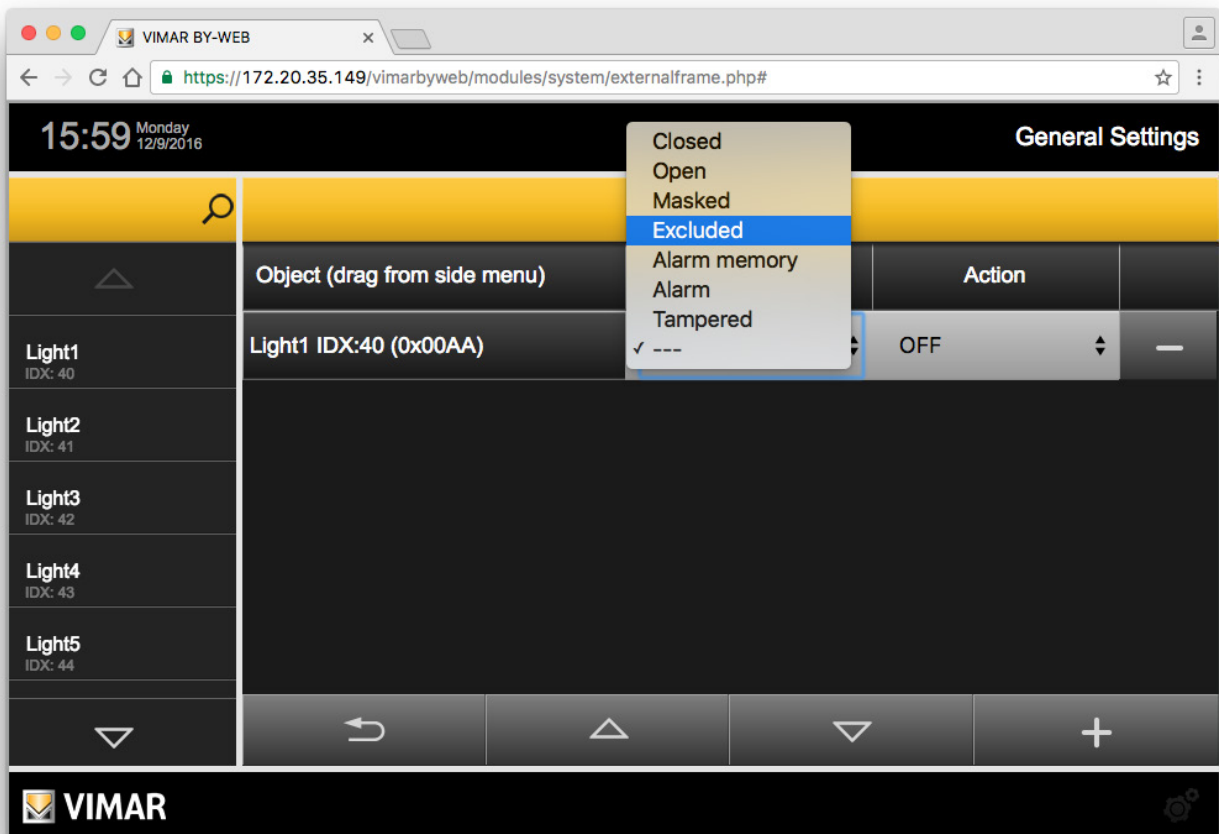 VIMAR BY-WEB
https://172.20.35.149/vimarbyweb/modules/system/externalframe.php#
15:59 Monday
12/9/2016
General Settings
Closed
Open
Masked
Excluded
Alarm memory
Alarm
Tampered
✓ ---
Object (drag from side menu)
Action
Light1 IDX:40 (0x00AA)
OFF
Light1
IDX: 40
Light2
IDX: 41
Light3
IDX: 42
Light4
IDX: 43
Light5
IDX: 44
VIMAR